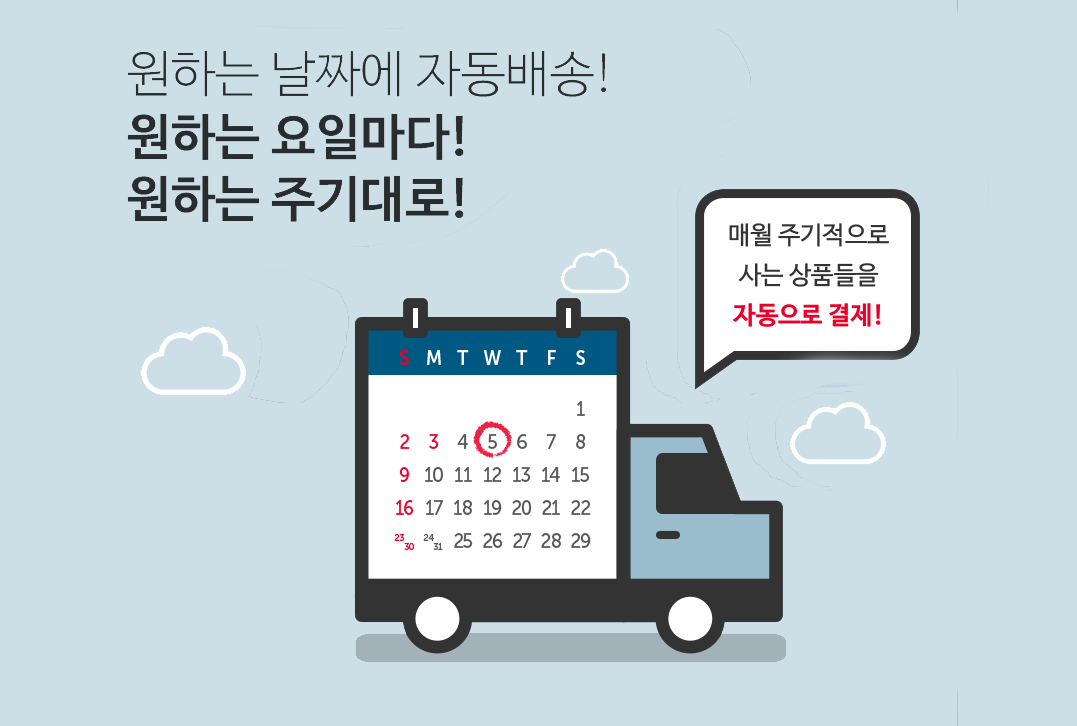 원하는 날짜에 자동배송!
원하는 요일마다!
원하는 주기대로!
매월 주기적으로
사는 상품들을
자동으로 결제!
S M T W T F S
1
2 3 4 5 6 7 8
9 10 11 12 13 14 15
16 17 18 19 20 21 22
23 30 24 31 25 26 27 28 29